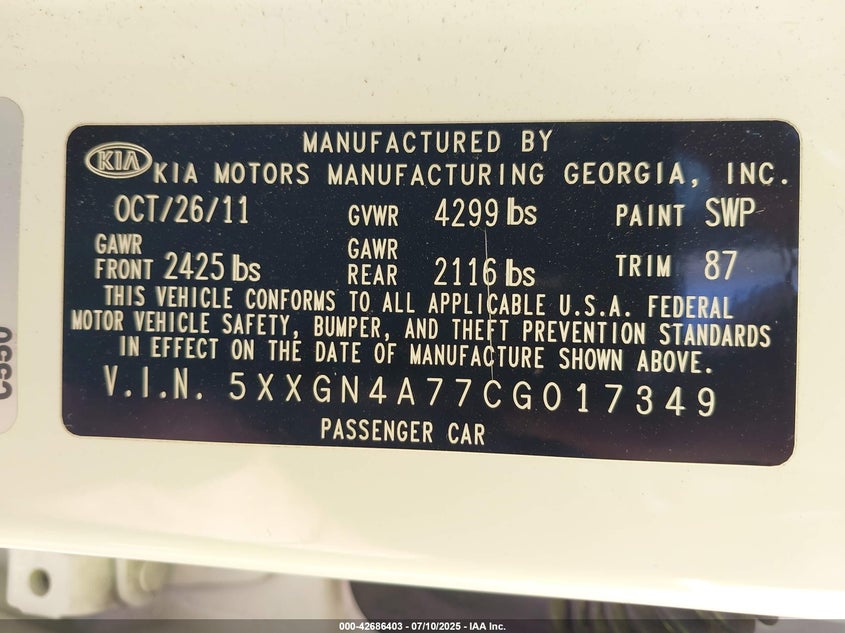 MANUFACTURED BY
KIA KIA MOTORS MANUFACTURING GEORGIA, INC.
OCT/26/11 GVWR 4299 lbs PAINT SWP
GAWR FRONT 2425 lbs GAWR REAR 2116 lbs TRIM 87
THIS VEHICLE CONFORMS TO ALL APPLICABLE U.S.A. FEDERAL
MOTOR VEHICLE SAFETY, BUMPER, AND THEFT PREVENTION STANDARDS
IN EFFECT ON THE DATE OF MANUFACTURE SHOWN ABOVE.
V.I.N. 5XXGN4A77CG017349
PASSENGER CAR
000-42686403 - 07/10/2025 - IAA Inc.